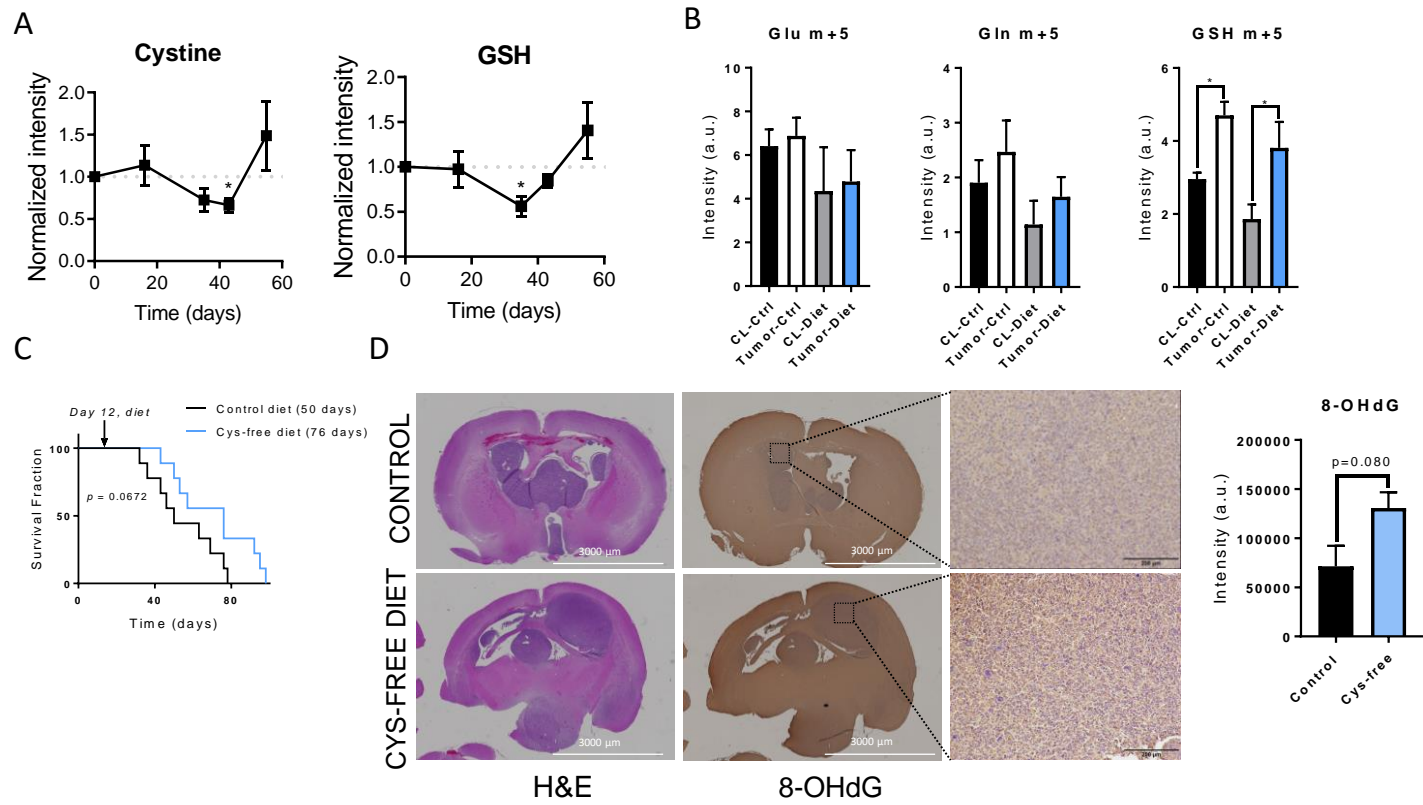 A
Cystine
Normalized intensity
2.0
1.5
1.0
0.5
0.0
*
0 20 40 60
Time (days)
GSH
Normalized intensity
2.0
1.5
1.0
0.5
0.0
*
0 20 40 60
Time (days)
B
Glu m+5
Intensity (a.u.)
10
8
6
4
2
0
CL-Ctrl
Tumor-Ctrl
CL-Diet
Tumor-Diet
Gln m+5
Intensity (a.u.)
4
3
2
1
0
CL-Ctrl
Tumor-Ctrl
CL-Diet
Tumor-Diet
GSH m+5
Intensity (a.u.)
6
4
2
0
*
*
CL-Ctrl
Tumor-Ctrl
CL-Diet
Tumor-Diet
C
Day 12, diet
Control diet (50 days)
Cys-free diet (76 days)
Survival Fraction
100
50
0
p = 0.0672
0 40 80
Time (days)
D
CONTROL
3000 µm
3000 µm
200 µm
CYS-FREE DIET
3000 µm
3000 µm
200 µm
H&E
8-OHdG
8-OHdG
Intensity (a.u.)
200000
150000
100000
50000
0
p=0.080
Control
Cys-free